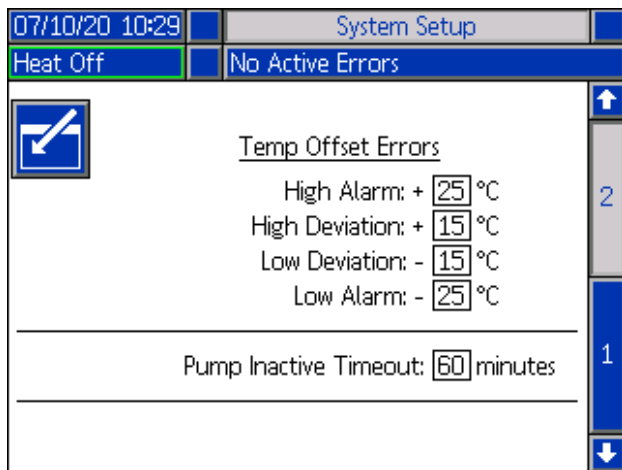 07/10/20 10:29 System Setup
Heat Off No Active Errors
Temp Offset Errors
High Alarm: + 25 °C
High Deviation: + 15 °C
Low Deviation: - 15 °C
Low Alarm: - 25 °C
2
Pump Inactive Timeout: 60 minutes
1